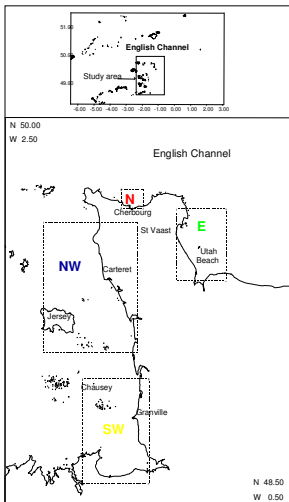 51.00
English Channel
50.00
Study area
49.00
-6.00 -5.00 -4.00 -3.00 -2.00 -1.00 0.00 1.00 2.00 3.00
N 50.00
W 2.50
English Channel
N
Cherbourg
St Vaast
E
Utah
Beach
NW
Carteret
Jersey
Chausey
Granville
SW
N 48.50
W 0.50